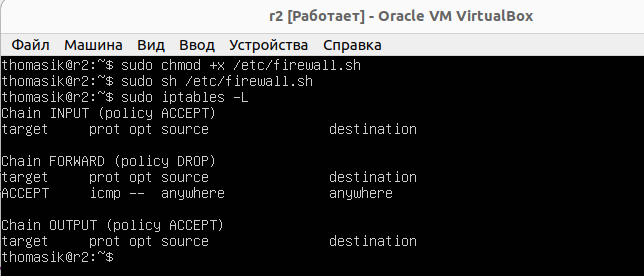 r2 [Работает] - Oracle VM VirtualBox
Файл Машина Вид Ввод Устройства Справка
thomasik@r2:~$ sudo chmod +x /etc/firewall.sh
thomasik@r2:~$ sudo sh /etc/firewall.sh
thomasik@r2:~$ sudo iptables -L
Chain INPUT (policy ACCEPT)
target     prot opt source               destination

Chain FORWARD (policy DROP)
target     prot opt source               destination
ACCEPT     icmp --  anywhere             anywhere

Chain OUTPUT (policy ACCEPT)
target     prot opt source               destination
thomasik@r2:~$